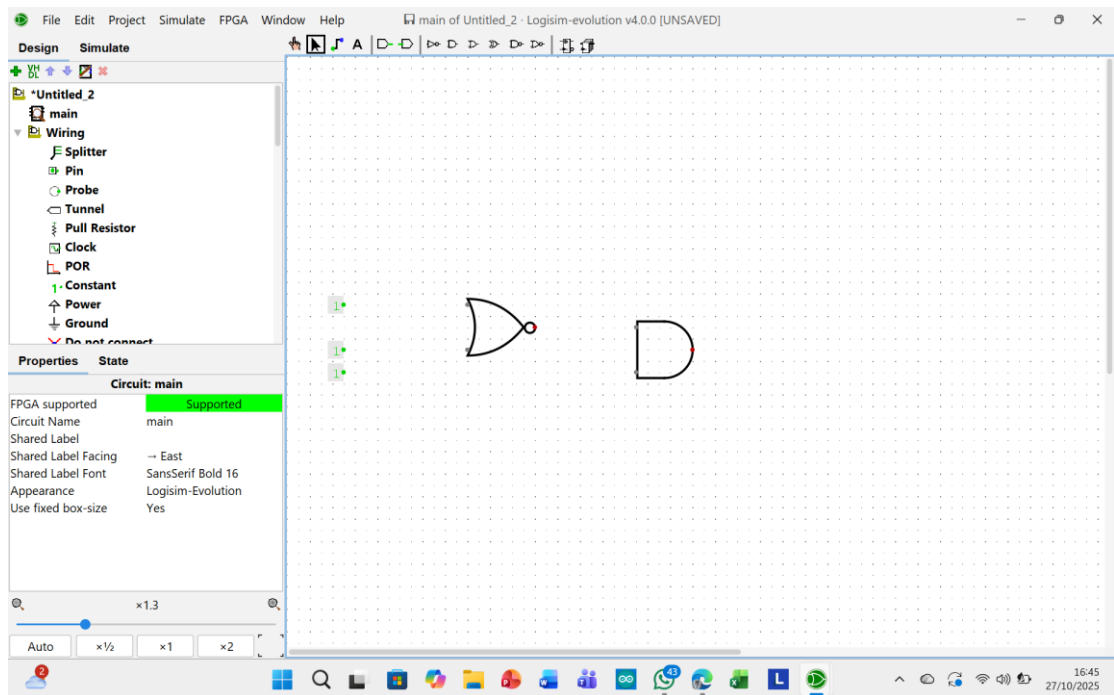 File Edit Project Simulate FPGA Window Help main of Untitled_2 · Logisim-evolution v4.0.0 [UNSAVED]
Design Simulate
A
VH
DL
*Untitled_2
main
Wiring
Splitter
Pin
Probe
Tunnel
Pull Resistor
Clock
POR
1 Constant
Power
Ground
Do not connect
Properties State
Circuit: main
FPGA supported Supported
Circuit Name main
Shared Label
Shared Label Facing → East
Shared Label Font SansSerif Bold 16
Appearance Logisim-Evolution
Use fixed box-size Yes
×1.3
Auto ×½ ×1 ×2
1
1
1
2
43
L
16:45
27/10/2025